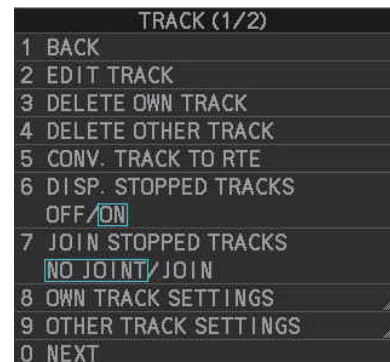 TRACK (1/2)
1 BACK
2 EDIT TRACK
3 DELETE OWN TRACK
4 DELETE OTHER TRACK
5 CONV. TRACK TO RTE
6 DISP. STOPPED TRACKS
OFF/ON
7 JOIN STOPPED TRACKS
NO JOINT/JOIN
8 OWN TRACK SETTINGS
9 OTHER TRACK SETTINGS
0 NEXT